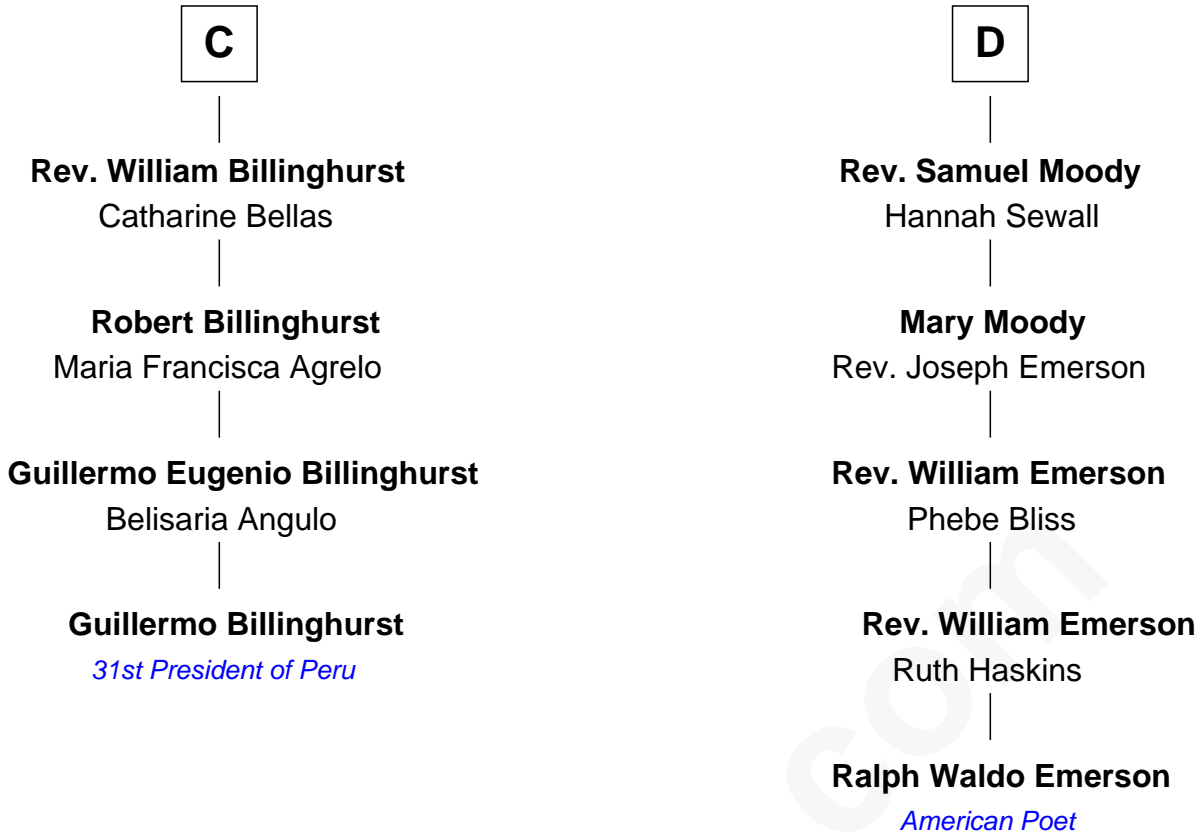 C
Rev. William Billinghurst
Catharine Bellas
Robert Billinghurst
Maria Francisca Agrelo
Guillermo Eugenio Billinghurst
Belisaria Angulo
Guillermo Billinghurst
31st President of Peru
D
Rev. Samuel Moody
Hannah Sewall
Mary Moody
Rev. Joseph Emerson
Rev. William Emerson
Phebe Bliss
Rev. William Emerson
Ruth Haskins
Ralph Waldo Emerson
American Poet
com